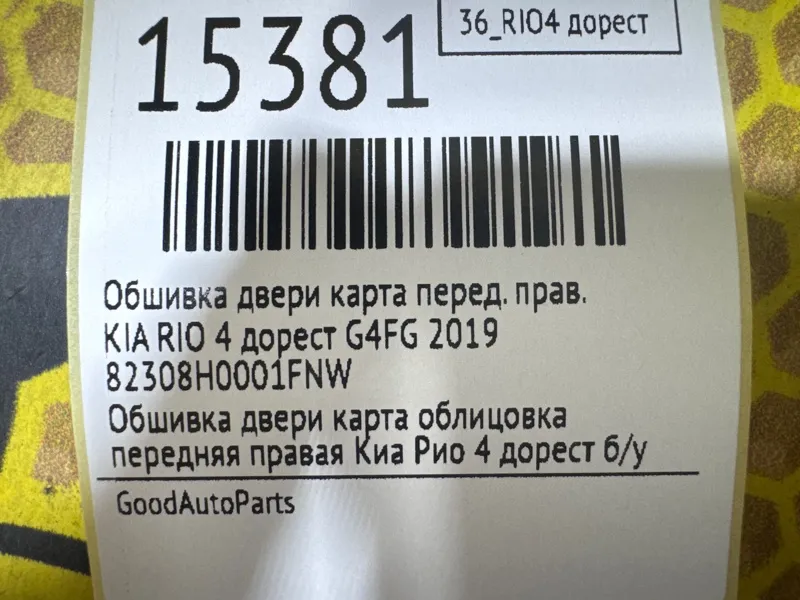 15381
36_RIO4 дорест
Обшивка двери карта перед. прав.
KIA RIO 4 дорест G4FG 2019
82308H0001FNW
Обшивка двери карта облицовка
передняя правая Киа Рио 4 дорест б/у
GoodAutoParts